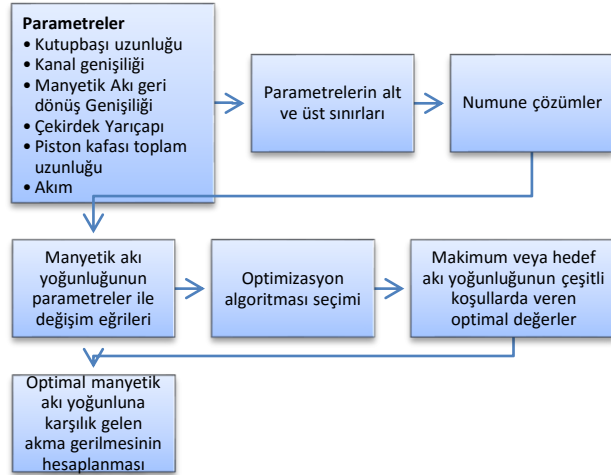 Parametreler
• Kutupbaşı uzunluğu
• Kanal genişiliği
• Manyetik Akı geri
dönüş Genişiliği
• Çekirdek Yarıçapı
• Piston kafası toplam
uzunluğu
• Akım
Parametrelerin alt
ve üst sınırları
Numune çözümler
Manyetik akı
yoğunluğunun
parametreler ile
değişim eğrileri
Optimizasyon
algoritması seçimi
Makimum veya hedef
akı yoğunluğunun çeşitli
koşullarda veren
optimal değerler
Optimal manyetik
akı yoğunluna
karşılık gelen
akma gerilmesinin
hesaplanması